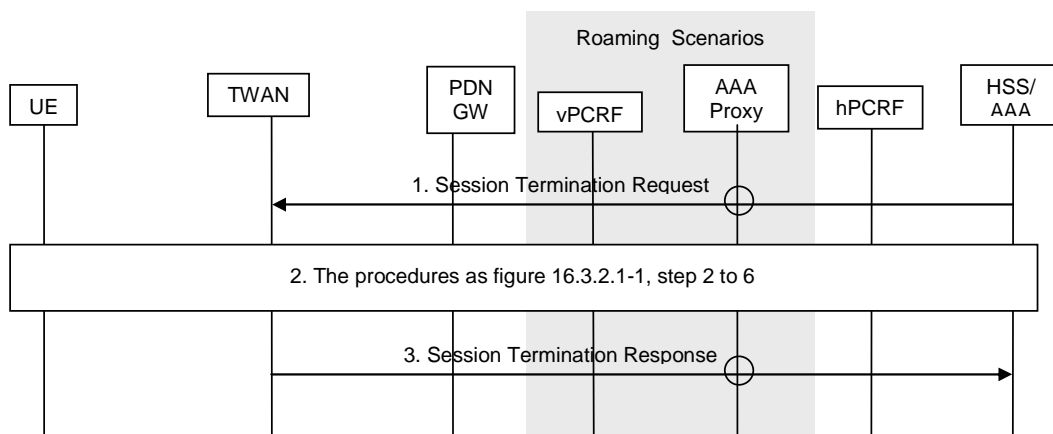 Roaming Scenarios
UE
TWAN
PDN
GW
vPCRF
AAA
Proxy
hPCRF
HSS/
AAA
1. Session Termination Request
2. The procedures as figure 16.3.2.1-1, step 2 to 6
3. Session Termination Response